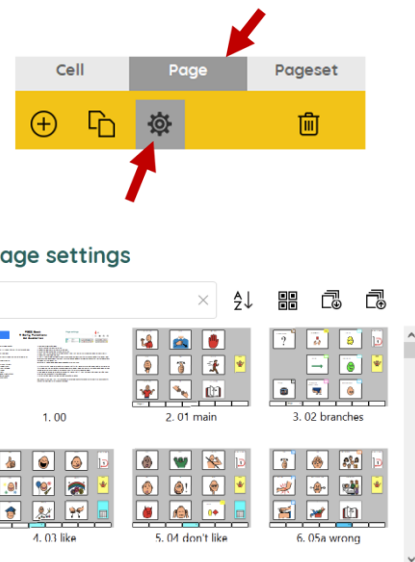 Cell Page Pageset
age settings
1. 00 2. 01 main 3. 02 branches
4. 03 like 5. 04 don't like 6. 05a wrong